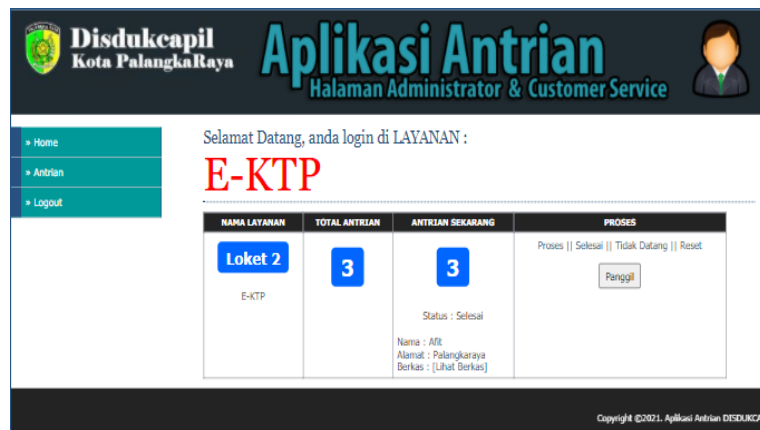 Disdukcapil
Kota PalangkaRaya
Aplikasi Antrian
Halaman Administrator & Customer Service
» Home
» Antrian
» Logout
Selamat Datang, anda login di LAYANAN :
E-KTP
NAMA LAYANAN TOTAL ANTRIAN ANTRIAN SEKARANG PROSES
Loket 2
E-KTP
3
3
Status : Selesai
Nama : Afit
Alamat : Palangkaraya
Berkas : [Lihat Berkas]
Proses || Selesai || Tidak Datang || Reset
Panggil
Copyright ©2021. Aplikasi Antrian DISDUKCA